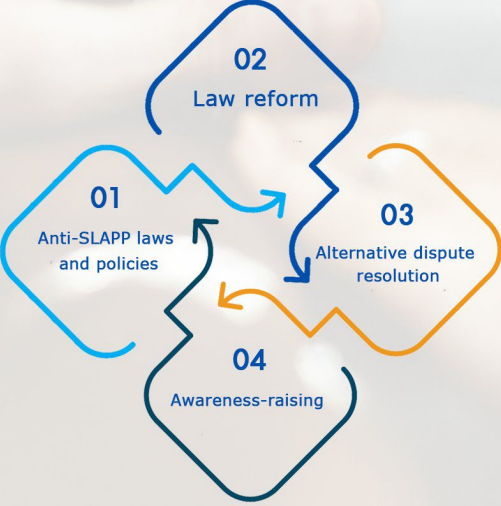 01
Anti-SLAPP laws
and policies
02
Law reform
03
Alternative dispute
resolution
04
Awareness-raising